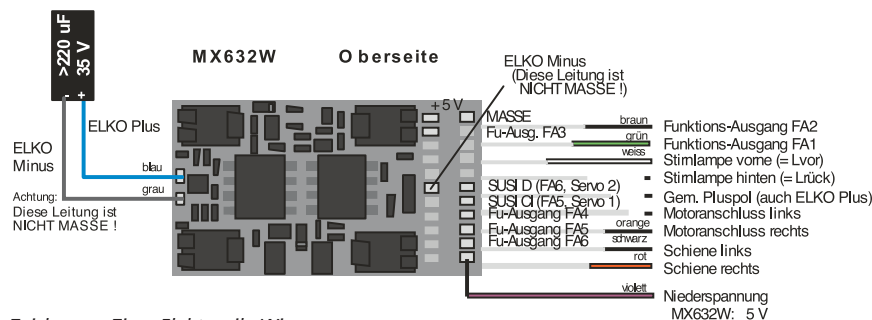 >220 uF
35 V
- +
MX632W Oberseite
ELKO Minus
(Diese Leitung ist
NICHT MASSE !)
+5V
ELKO Plus
ELKO
Minus
blau
grau
Achtung:
Diese Leitung ist
NICHT MASSE !
MASSE
Fu-Ausg. FA3
SUSI D (FA6, Servo 2)
SUSI Cl (FA5, Servo 1)
Fu-Ausgang FA4
Fu-Ausgang FA5
Fu-Ausgang FA6
braun
grün
weiss
orange
schwarz
rot
violett
Funktions-Ausgang FA2
Funktions-Ausgang FA1
Stirnlampe vorne (= Lvor)
Stirnlampe hinten (= Lrück)
Gem. Pluspol (auch ELKO Plus)
Motoranschluss links
Motoranschluss rechts
Schiene links
Schiene rechts
Niederspannung
MX632W: 5 V